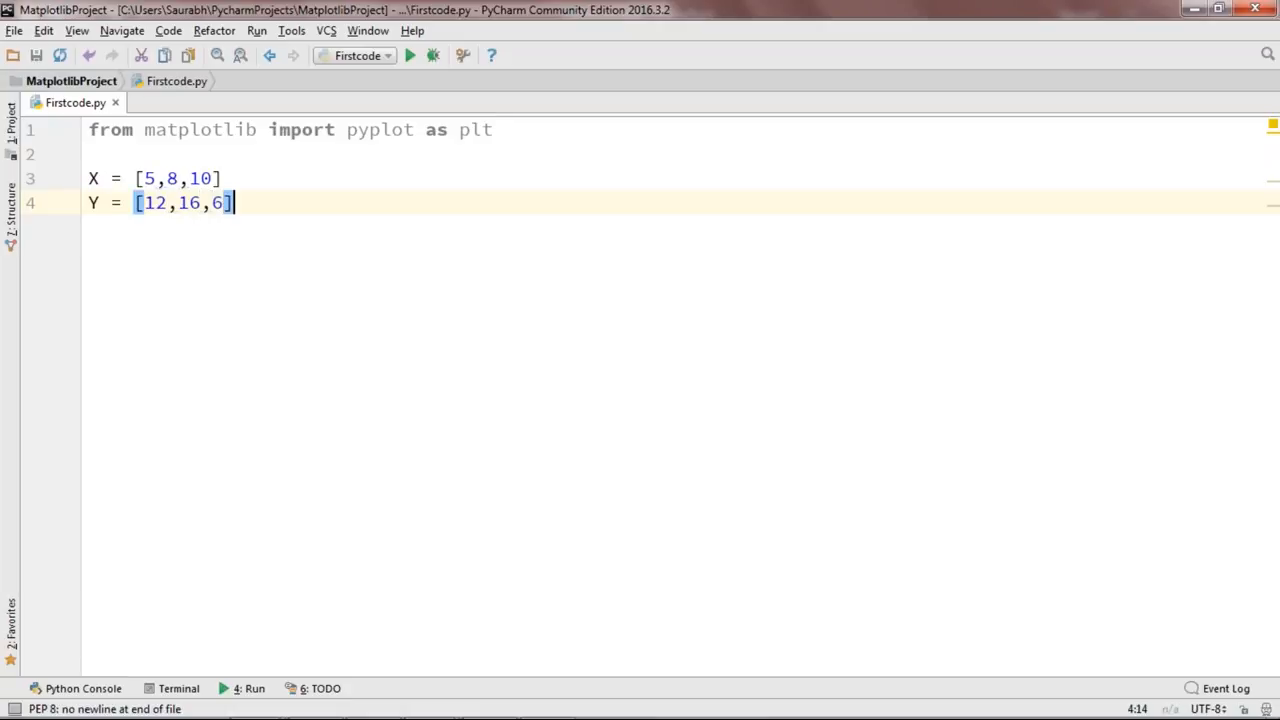 MatplotlibProject - [C:\Users\Saurabh\PycharmProjects\MatplotlibProject] - ...\Firstcode.py - PyCharm Community Edition 2016.3.2
File Edit View Navigate Code Refactor Run Tools VCS Window Help
Firstcode
MatplotlibProject Firstcode.py
Firstcode.py
1: Project
Z: Structure
2: Favorites
1 from matplotlib import pyplot as plt
2
3 X = [5,8,10]
4 Y = [12,16,6]
Python Console Terminal 4: Run 6: TODO Event Log
PEP 8: no newline at end of file 4:14 n/a UTF-8